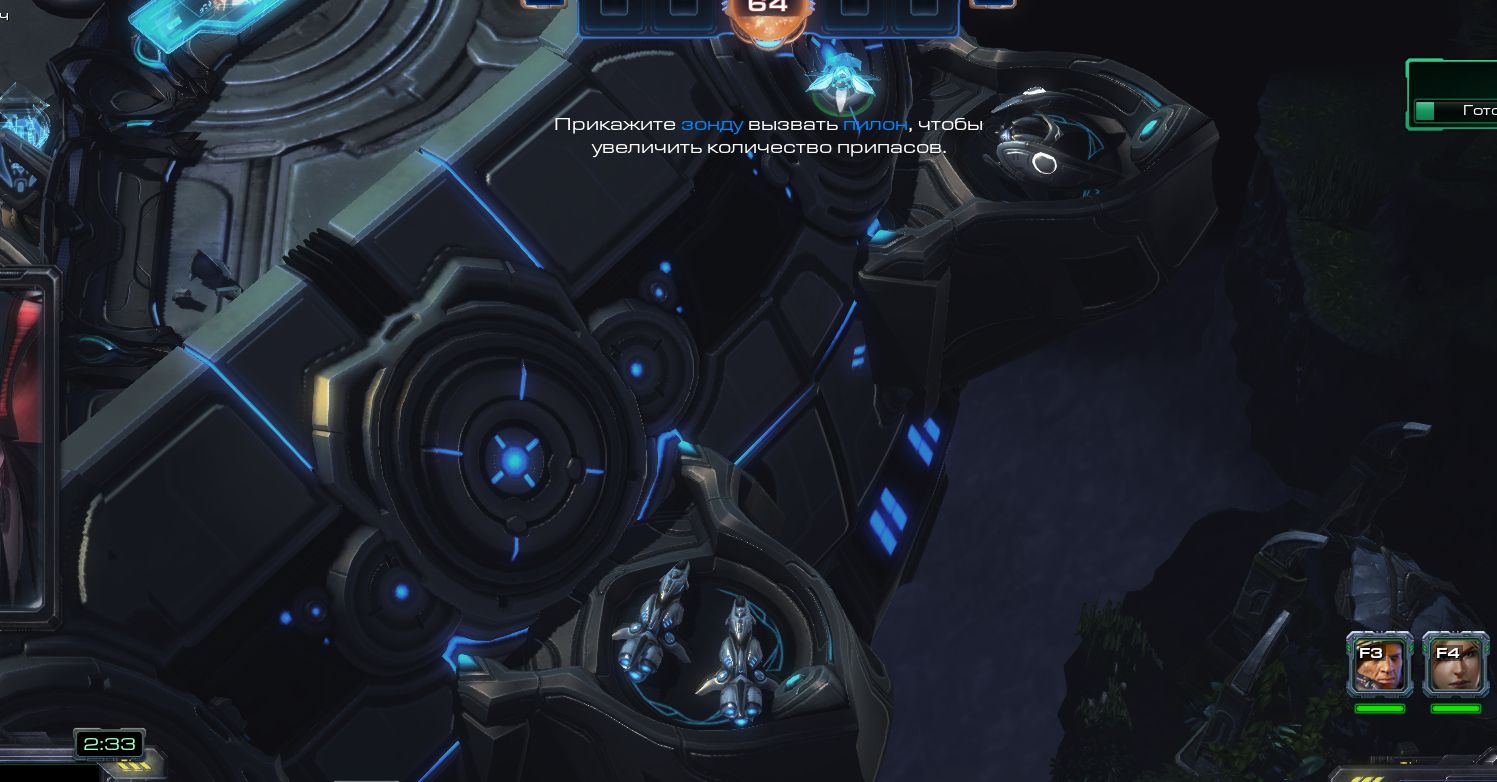 ч
64
Прикажите зонду вызвать пилон, чтобы
увеличить количество припасов.
F3
F4
2:33